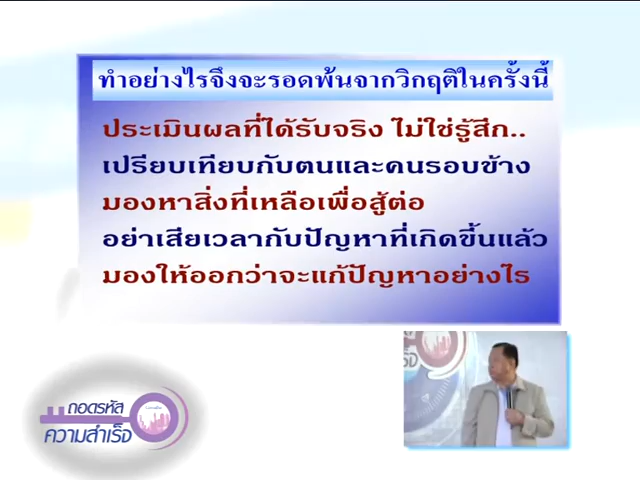 ทำอย่างไรจึงจะรอดพ้นจากวิกฤติในครั้งนี้
ประเมินผลที่ได้รับจริง ไม่ใช่รู้สึก..
เปรียบเทียบกับตนและคนรอบข้าง
มองหาสิ่งที่เหลือเพื่อสู้ต่อ
อย่าเสียเวลากับปัญหาที่เกิดขึ้นแล้ว
มองให้ออกว่าจะแก้ปัญหาอย่างไร
ถอดรหัส
ความสำเร็จ